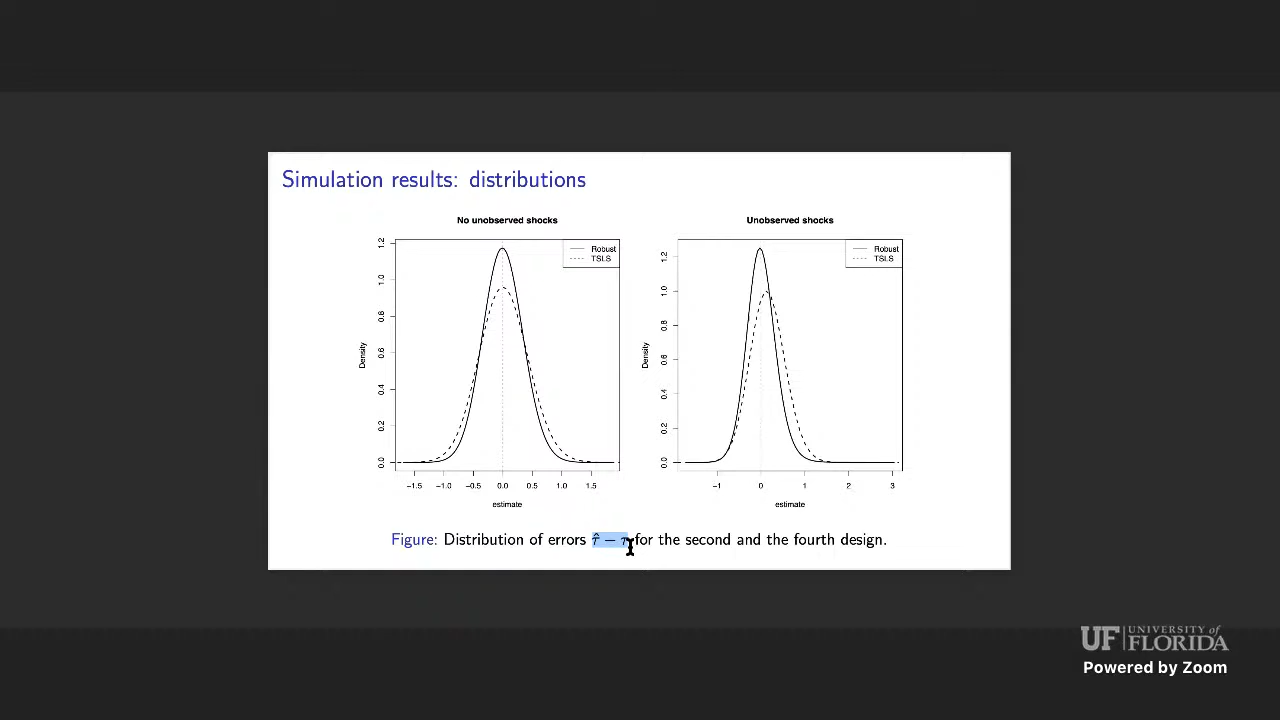 Simulation results: distributions
No unobserved shocks
Robust
TSLS
Density
0.0
0.2
0.4
0.6
0.8
1.0
1.2
−1.5 −1.0 −0.5 0.0 0.5 1.0 1.5
estimate
Unobserved shocks
Robust
TSLS
Density
0.0
0.2
0.4
0.6
0.8
1.0
1.2
−1 0 1 2 3
estimate
Figure: Distribution of errors τ̂ − τ for the second and the fourth design.
UF UNIVERSITY of
FLORIDA
Powered by Zoom